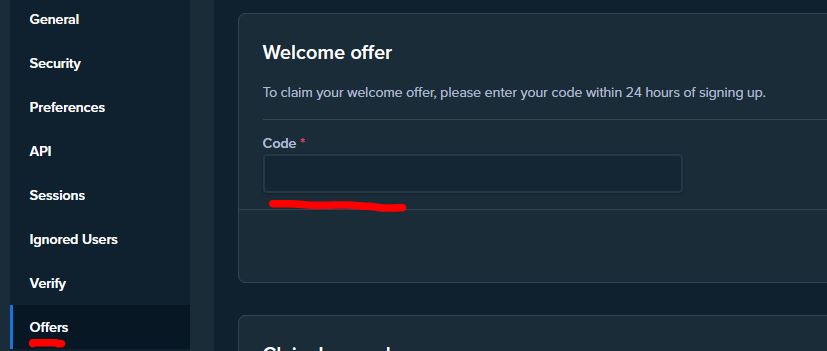 General
Security
Preferences
API
Sessions
Ignored Users
Verify
Offers
Welcome offer
To claim your welcome offer, please enter your code within 24 hours of signing up.
Code *